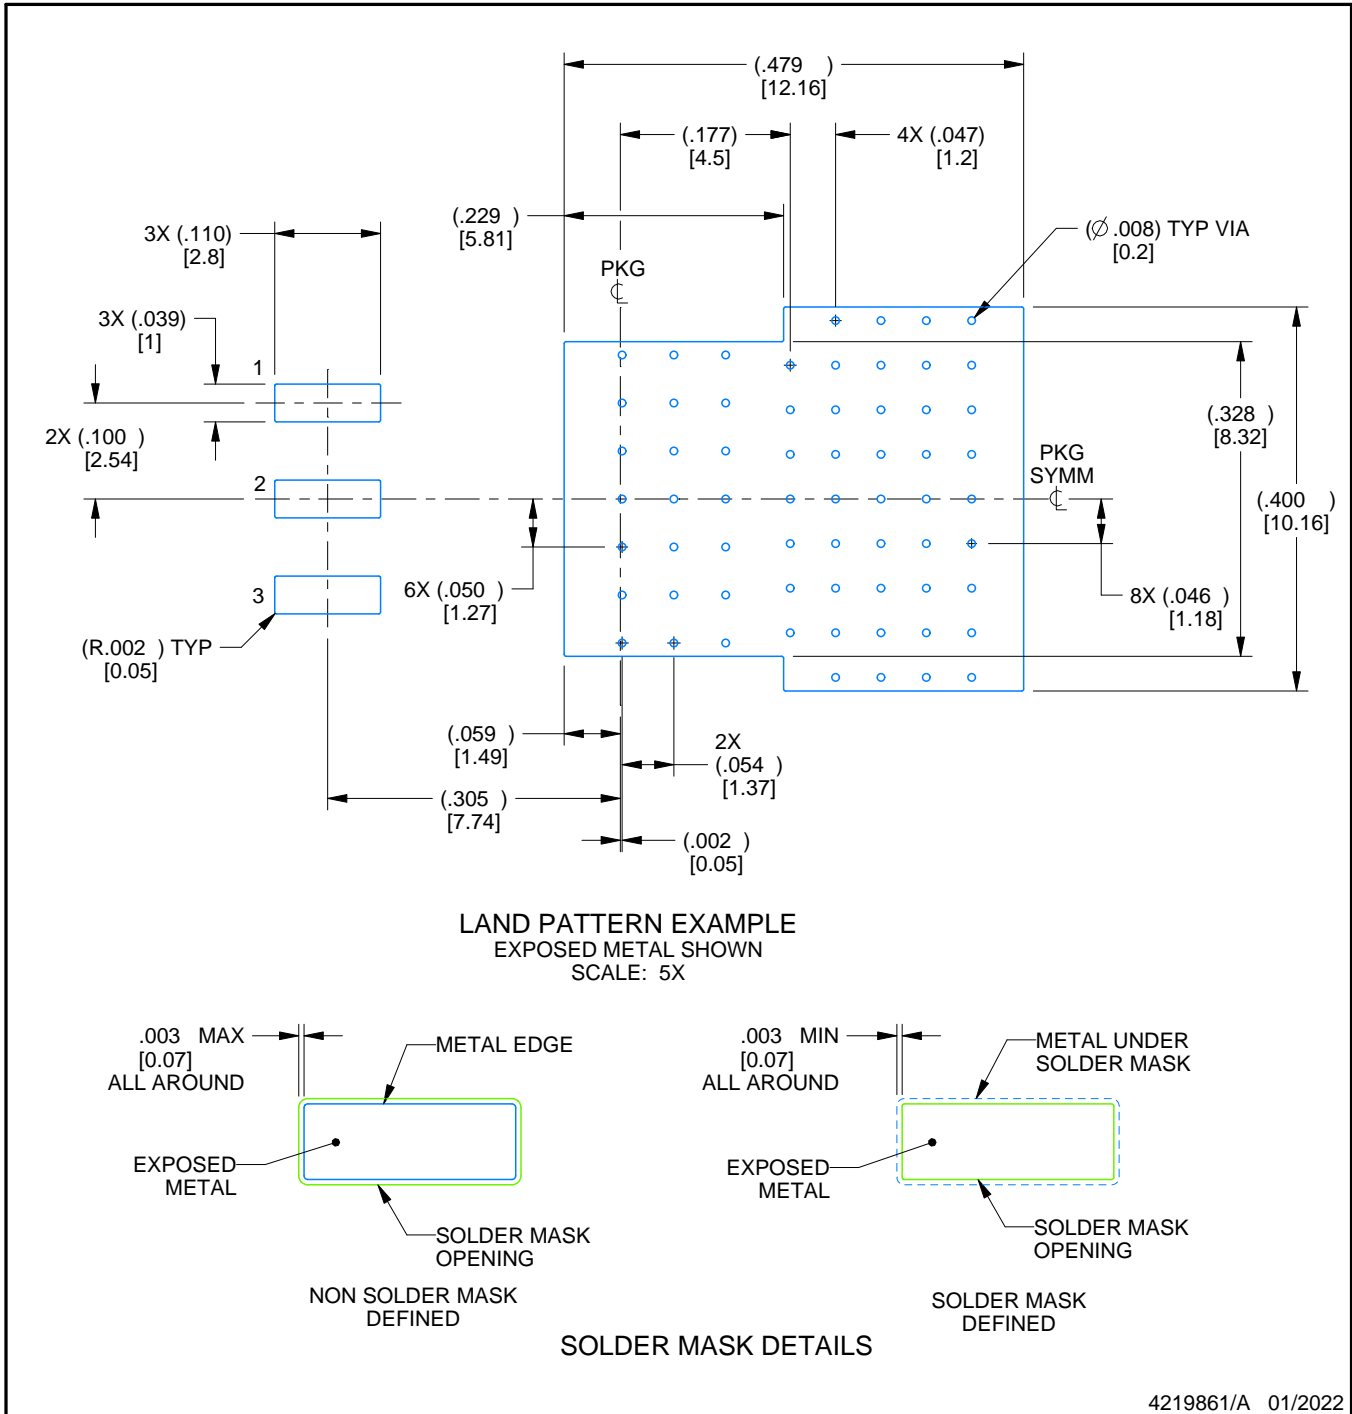 (.479 )
[12.16]
(.177)
[4.5]
4X (.047)
[1.2]
(.229 )
[5.81]
3X (.110)
[2.8]
(∅ .008) TYP VIA
[0.2]
PKG
℄
3X (.039)
[1]
1
2X (.100 )
[2.54]
(.328 )
[8.32]
PKG
SYMM
℄
2
(.400 )
[10.16]
6X (.050 )
[1.27]
3
8X (.046 )
[1.18]
(R.002 ) TYP
[0.05]
(.059 )
[1.49]
2X
(.054 )
[1.37]
(.305 )
[7.74]
(.002 )
[0.05]
LAND PATTERN EXAMPLE
EXPOSED METAL SHOWN
SCALE: 5X
.003 MAX
[0.07]
ALL AROUND
METAL EDGE
EXPOSED
METAL
SOLDER MASK
OPENING
NON SOLDER MASK
DEFINED
.003 MIN
[0.07]
ALL AROUND
METAL UNDER
SOLDER MASK
EXPOSED
METAL
SOLDER MASK
OPENING
SOLDER MASK
DEFINED
SOLDER MASK DETAILS
4219861/A 01/2022